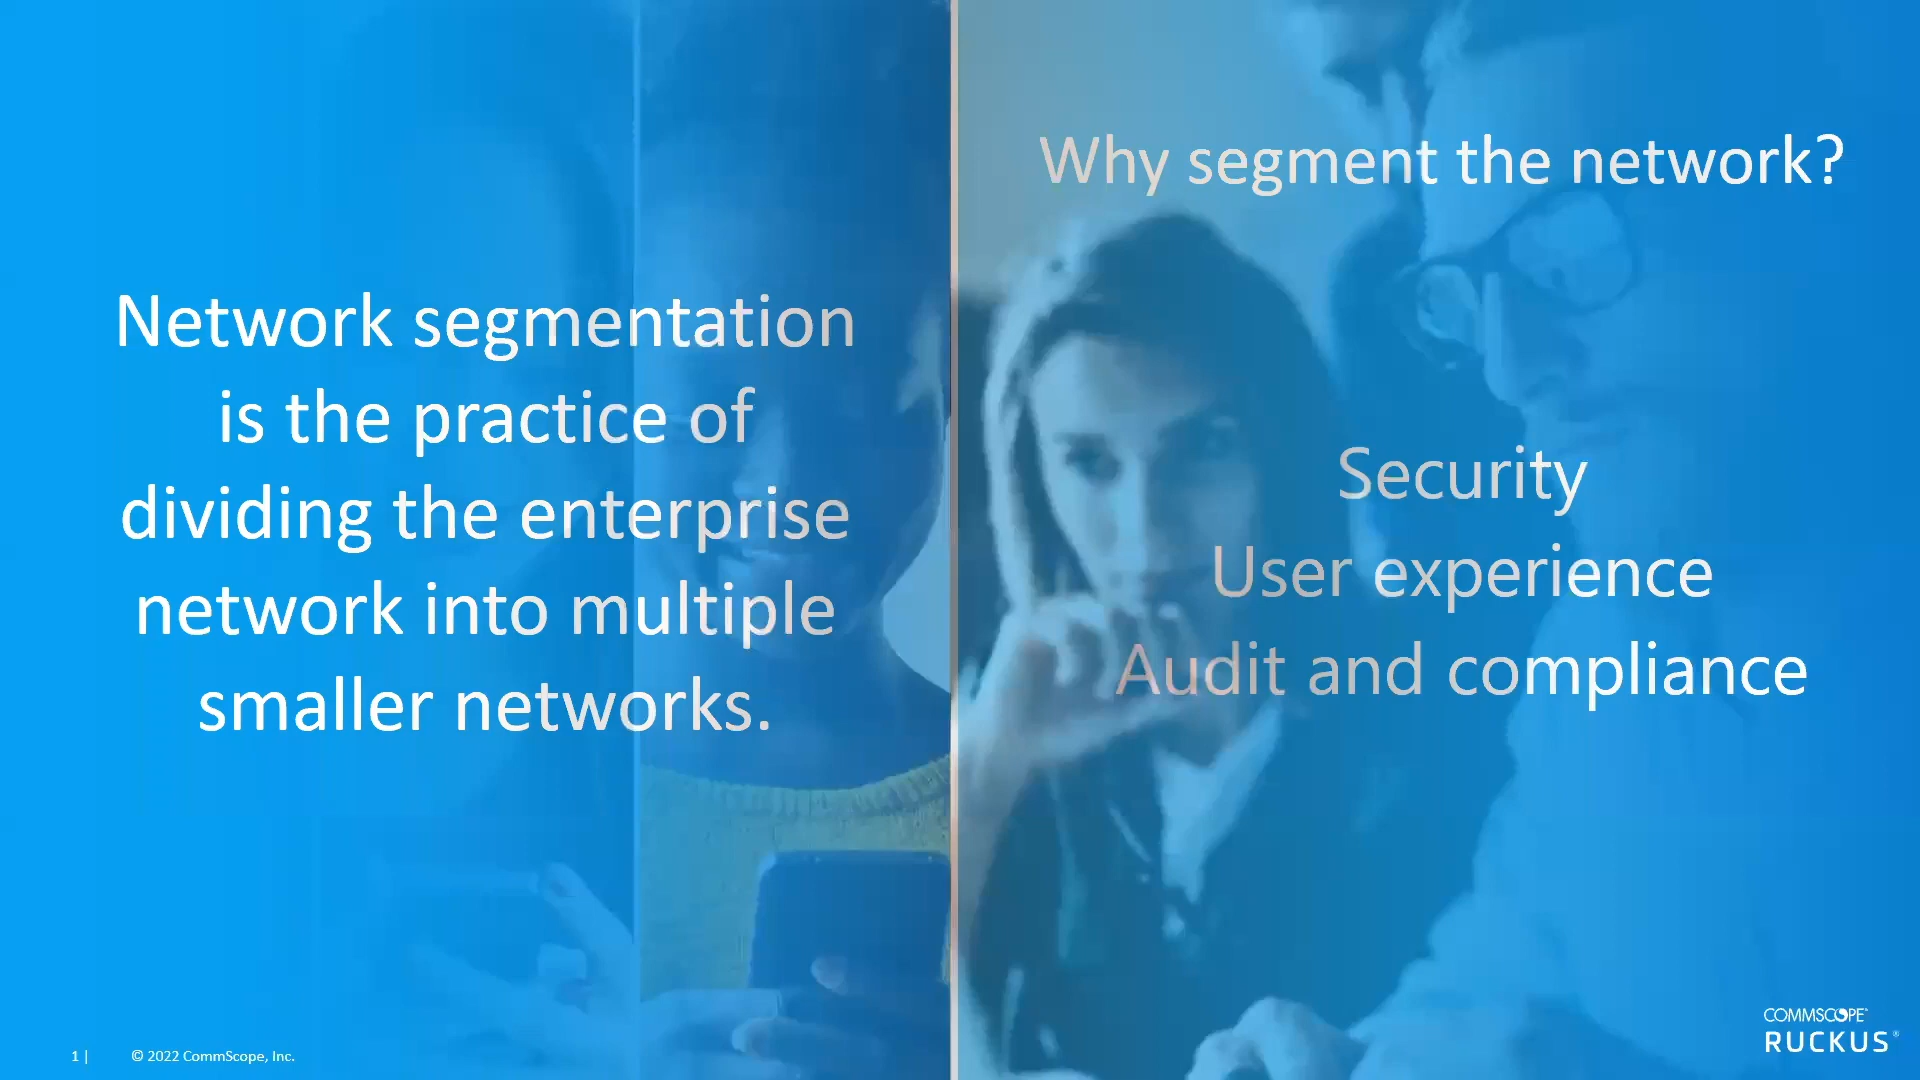 Network segmentation
is the practice of
dividing the enterprise
network into multiple
smaller networks.
Why segment the network?
Security
User experience
Audit and compliance
1 |
© 2022 CommScope, Inc.
COMMSCOPE®
RUCKUS®